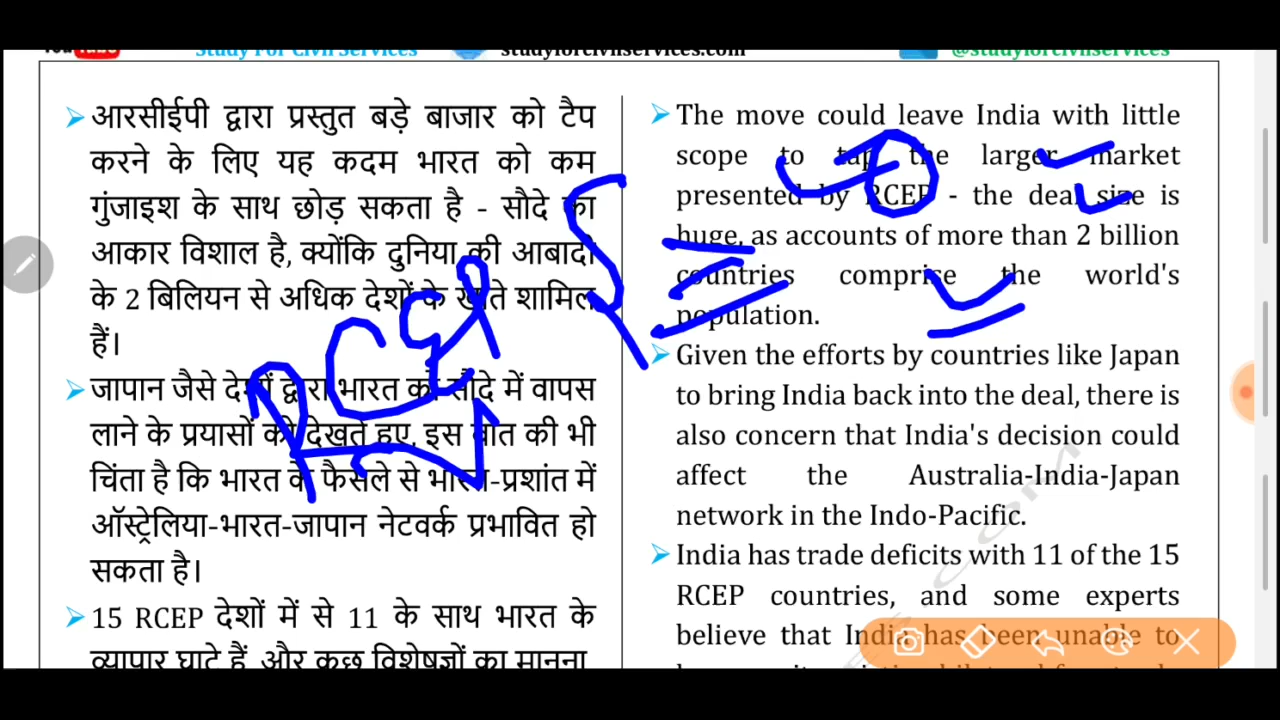 YouTube
Study For Civil Services
studyforcivilservices.com
@studyforcivilservices
➤ आरसीईपी द्वारा प्रस्तुत बड़े बाजार को टैप
करने के लिए यह कदम भारत को कम
गुंजाइश के साथ छोड़ सकता है - सौदे का
आकार विशाल है, क्योंकि दुनिया की आबादी
के 2 बिलियन से अधिक देशों के खाते शामिल
हैं।
➤ जापान जैसे देशों द्वारा भारत को सौदे में वापस
लाने के प्रयासों को देखते हुए, इस बात की भी
चिंता है कि भारत के फैसले से भारत-प्रशांत में
ऑस्ट्रेलिया-भारत-जापान नेटवर्क प्रभावित हो
सकता है।
➤ 15 RCEP देशों में से 11 के साथ भारत के
व्यापार घाटे हैं, और कुछ विशेषज्ञों का मानना
RCEP
➤ The move could leave India with little
scope to tap the larger market
presented by RCEP - the deal size is
huge, as accounts of more than 2 billion
countries comprise the world's
population.
➤ Given the efforts by countries like Japan
to bring India back into the deal, there is
also concern that India's decision could
affect the Australia-India-Japan
network in the Indo-Pacific.
➤ India has trade deficits with 11 of the 15
RCEP countries, and some experts
believe that India has been unable to